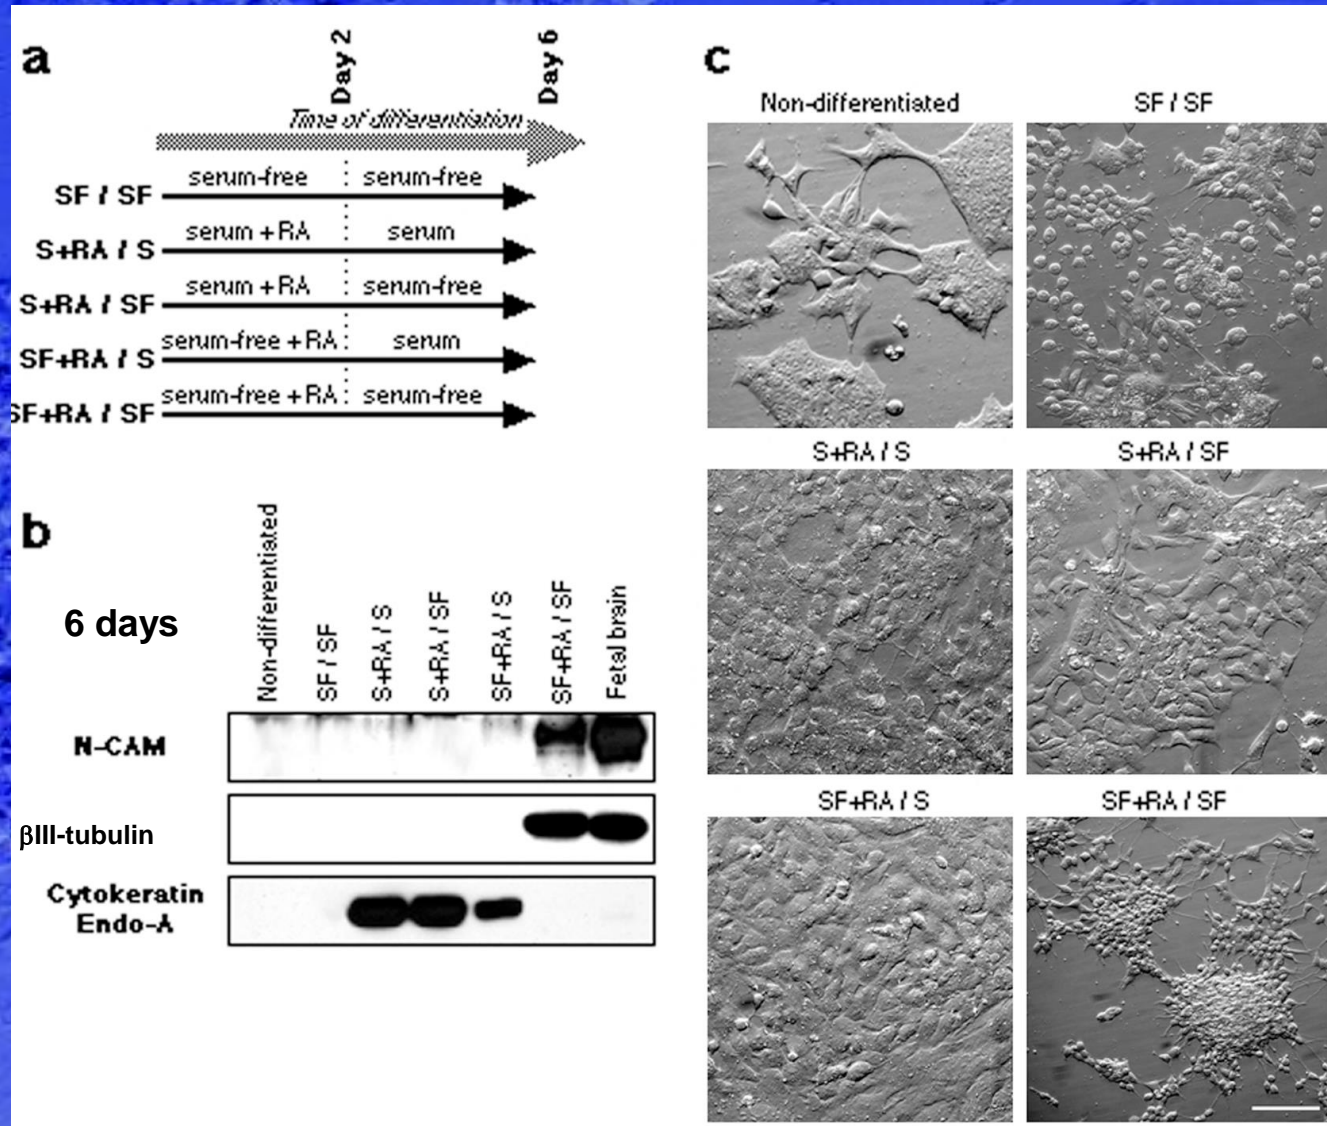 a
Day 2
Day 6
Time of differentiation
SF / SF
serum-free
serum-free
S+RA / S
serum +RA
serum
S+RA / SF
serum +RA
serum-free
SF+RA / S
serum-free +RA
serum
SF+RA / SF
serum-free +RA
serum-free
b
6 days
Non-differentiated
SF / SF
S+RA / S
S+RA / SF
SF+RA / S
SF+RA / SF
Fetal brain
N-CAM
βIII-tubulin
Cytokeratin
Endo-A
c
Non-differentiated
SF / SF
S+RA / S
S+RA / SF
SF+RA / S
SF+RA / SF